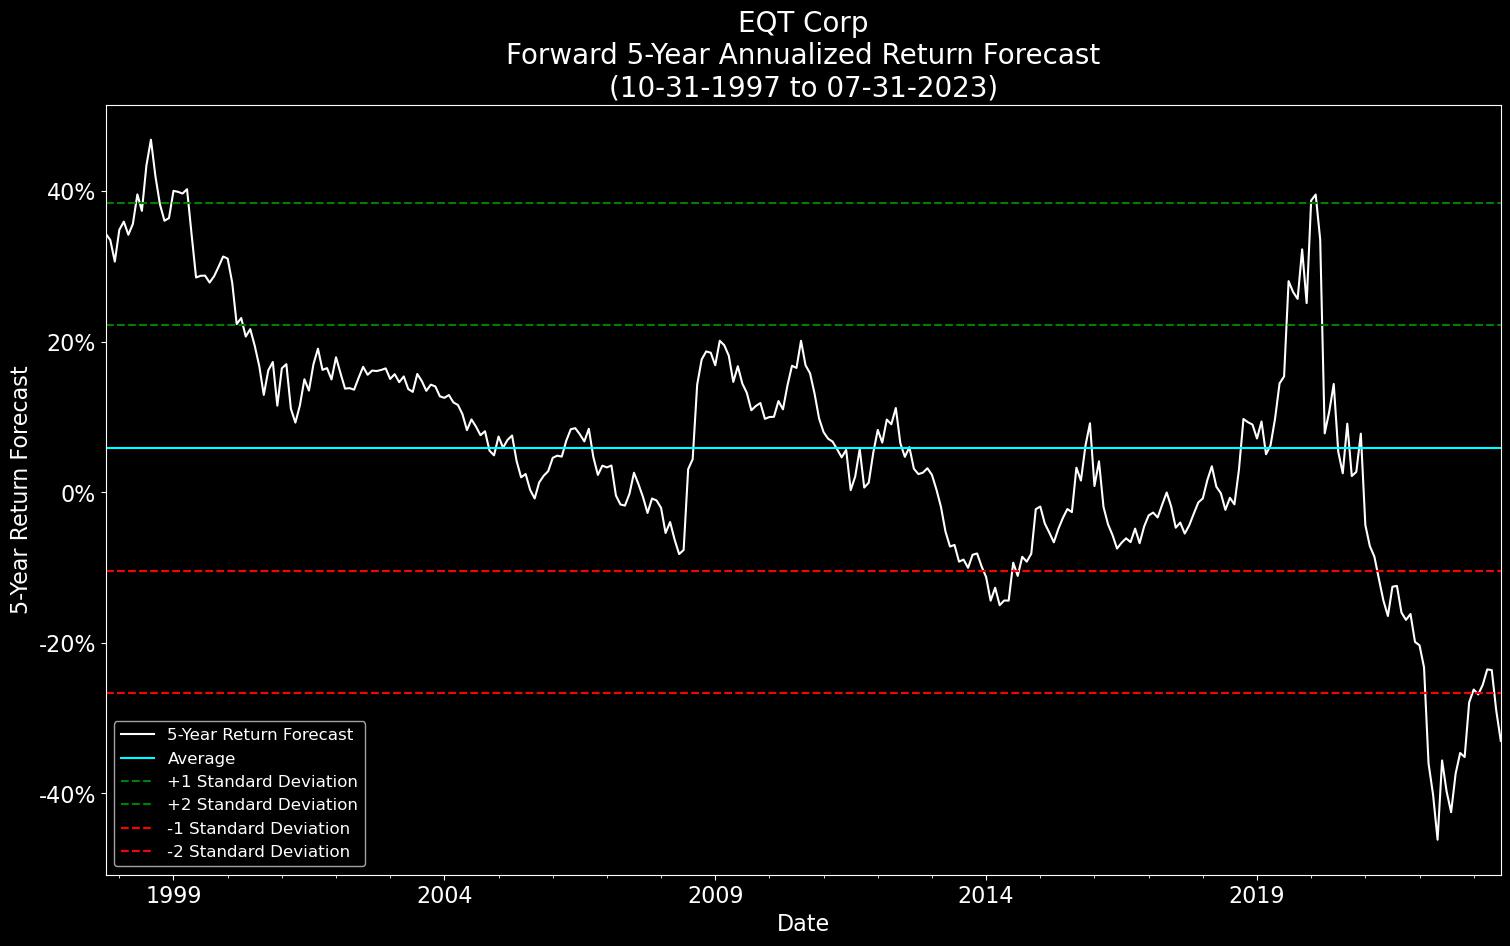 EQT Corp
Forward 5-Year Annualized Return Forecast
(10-31-1997 to 07-31-2023)
5-Year Return Forecast
40%
20%
0%
-20%
-40%
5-Year Return Forecast
Average
+1 Standard Deviation
+2 Standard Deviation
-1 Standard Deviation
-2 Standard Deviation
1999
2004
2009
2014
2019
Date